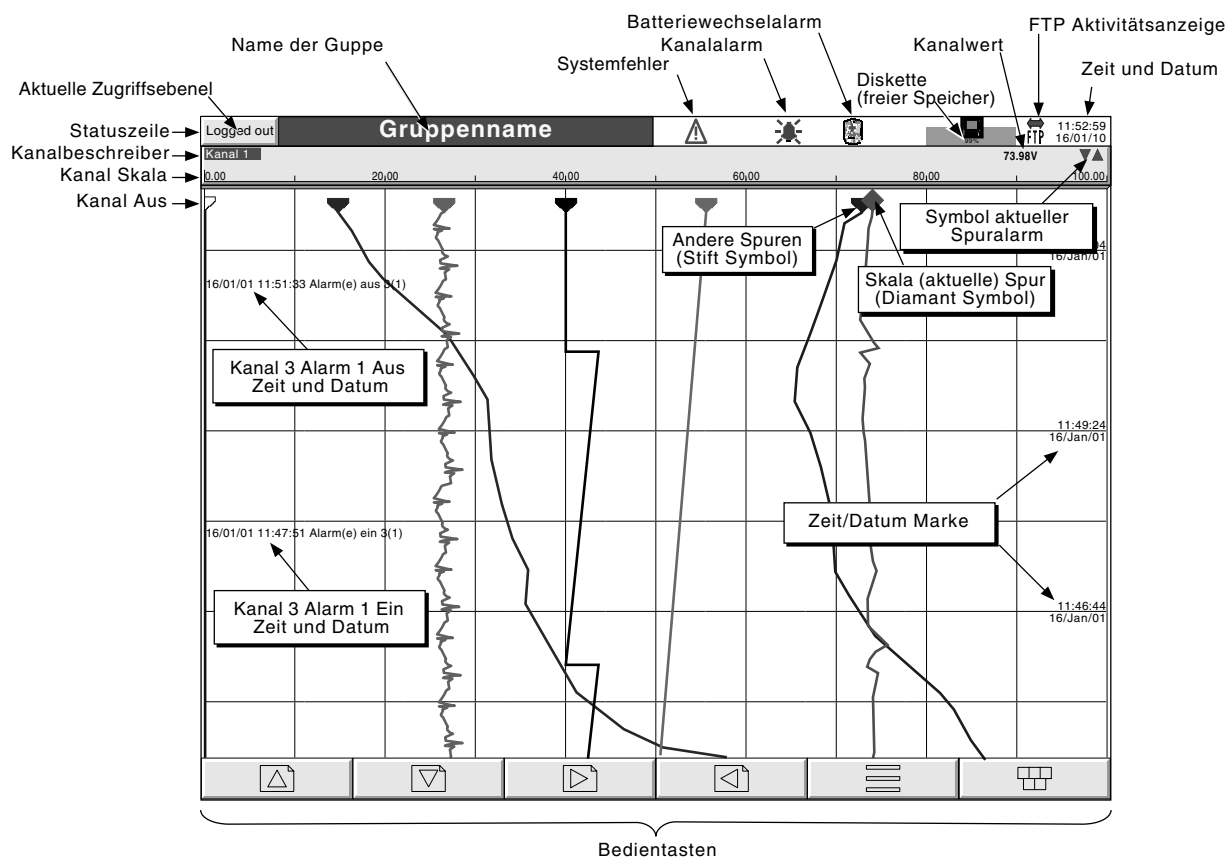 Batteriewechselalarm
FTP Aktivitätsanzeige
Name der Guppe
Kanalalarm
Kanalwert
Systemfehler
Zeit und Datum
Diskette
(freier Speicher)
Aktuelle Zugriffsebenel
Statuszeile
Logged out
Gruppenname
99%
FTP
11:52:59
16/01/10
Kanalbeschreiber
Kanal 1
73.98V
Kanal Skala
0.00
20,00
40,00
60,00
80,00
100.00
Kanal Aus
Andere Spuren
(Stift Symbol)
Symbol aktueller
Spuralarm
04
16/Jan/01
Skala (aktuelle) Spur
(Diamant Symbol)
16/01/01 11:51:33 Alarm(e) aus 3(1)
Kanal 3 Alarm 1 Aus
Zeit und Datum
11:49:24
16/Jan/01
Zeit/Datum Marke
16/01/01 11:47:51 Alarm(e) ein 3(1)
Kanal 3 Alarm 1 Ein
Zeit und Datum
11:46:44
16/Jan/01
Bedientasten